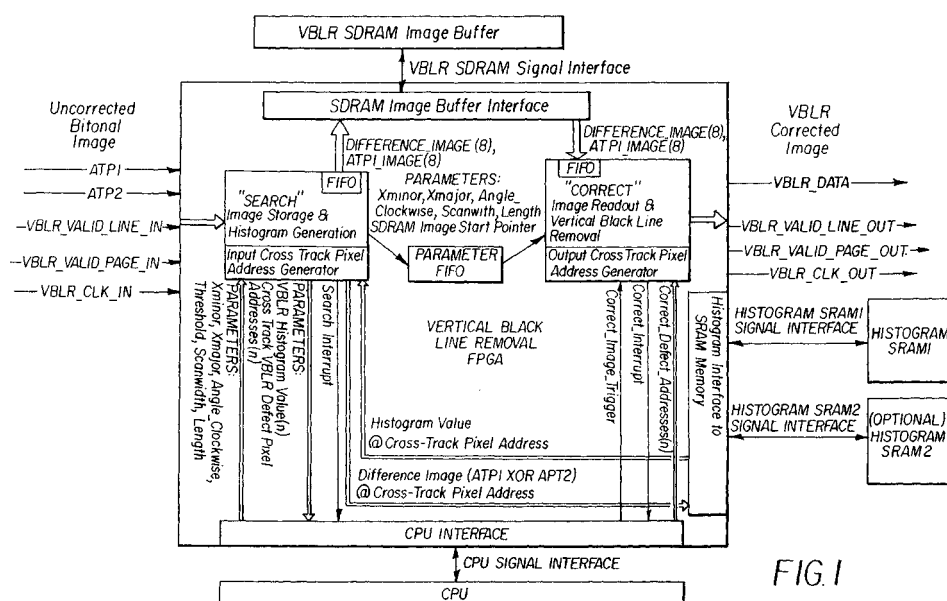 VBLR SDRAM Image Buffer
VBLR SDRAM Signal Interface
SDRAM Image Buffer Interface
Uncorrected
Bitonal
Image
ATP1
ATP2
VBLR_VALID_LINE_IN
VBLR_VALID_PAGE_IN
VBLR_CLK_IN
DIFFERENCE_IMAGE(8),
ATP1_IMAGE(8)
DIFFERENCE_IMAGE(8),
ATP1_IMAGE(8)
FIFO
"SEARCH"
Image Storage &
Histogram Generation
Input Cross Track Pixel
Address Generator
PARAMETERS:
Xminor, Xmajor, Angle_
Clockwise, Scanwith, Length
SDRAM Image Start Pointer
PARAMETER
FIFO
FIFO
"CORRECT"
Image Readout &
Vertical Black Line
Removal
Output Cross Track Pixel
Address Generator
VBLR
Corrected
Image
VBLR_DATA
VBLR_VALID_LINE_OUT
VBLR_VALID_PAGE_OUT
VBLR_CLK_OUT
PARAMETERS:
Xminor, Xmajor, Angle_Clockwise,
Threshold, Scanwidth, Length
PARAMETERS:
VBLR Histogram Value(n)
Cross Track VBLR Defect Pixel
Addresses(n)
Search Interrupt
VERTICAL BLACK
LINE REMOVAL
FPGA
Correct_Image_Trigger
Correct_Interrupt
Correct_Defect_Addresses(n)
Histogram Interface to
SRAM Memory
HISTOGRAM SRAM1
SIGNAL INTERFACE
HISTOGRAM
SRAM1
HISTOGRAM SRAM2
SIGNAL INTERFACE
(OPTIONAL)
HISTOGRAM
SRAM2
Histogram Value
@ Cross-Track Pixel Address
Difference Image (ATP1 XOR APT2)
@ Cross-Track Pixel Address
CPU INTERFACE
CPU SIGNAL INTERFACE
CPU
FIG. 1